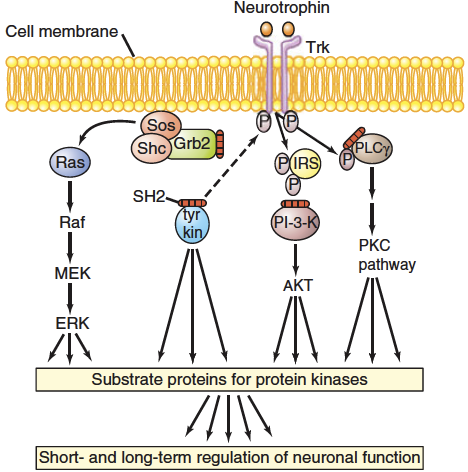 Neurotrophin
Cell membrane
Trk
P
P
Sos
Shc
Grb2
Ras
P
IRS
P
P
PLCγ
SH2
tyr
kin
PI-3-K
Raf
PKC
pathway
MEK
AKT
ERK
Substrate proteins for protein kinases
Short- and long-term regulation of neuronal function